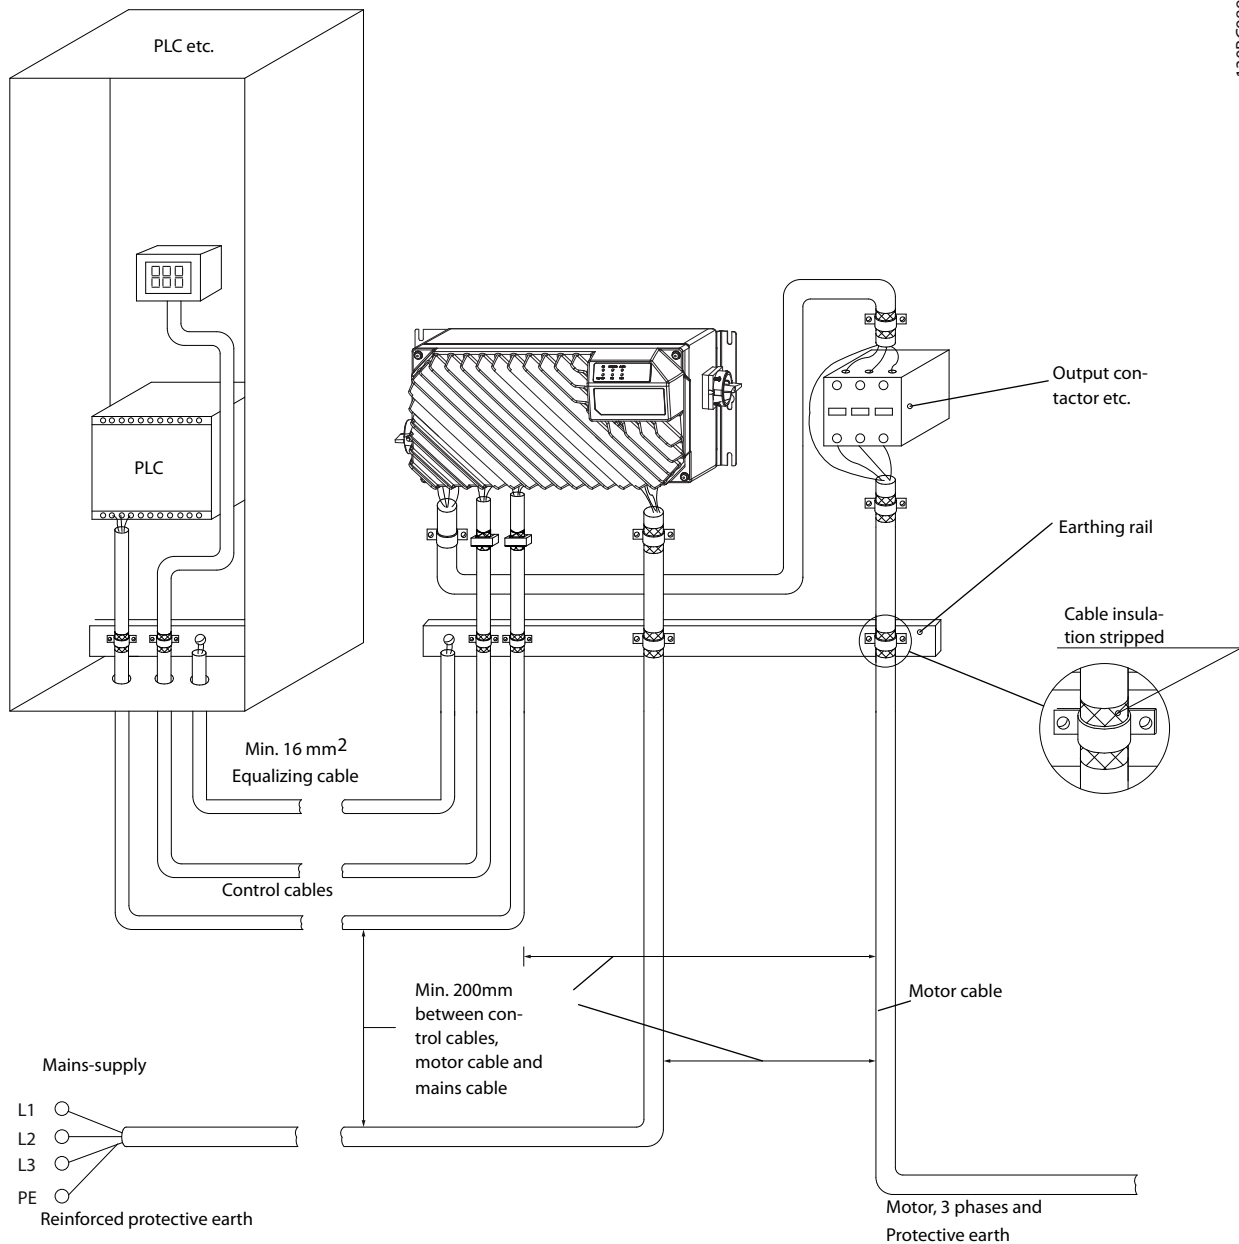 PLC etc.
PLC
Output con-
tactor etc.
Earthing rail
Cable insula-
tion stripped
Min. 16 mm2
Equalizing cable
Control cables
Min. 200mm
between con-
trol cables,
motor cable and
mains cable
Motor cable
Mains-supply
L1
L2
L3
PE
Reinforced protective earth
Motor, 3 phases and
Protective earth